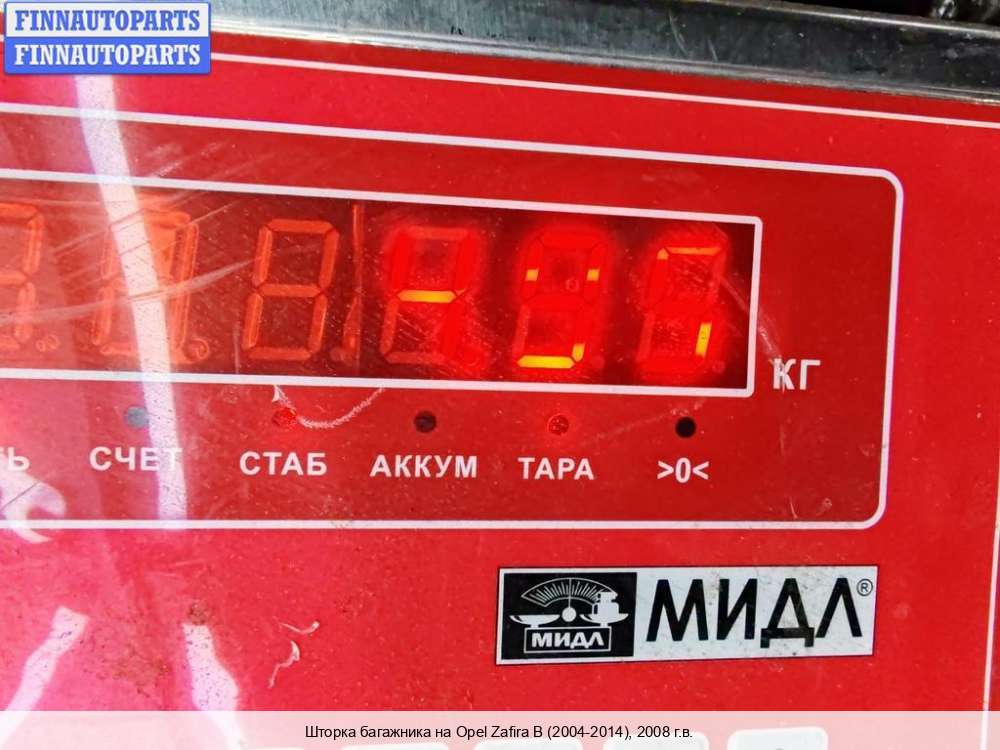 FINNAUTOPARTS
FINNAUTOPARTS
КГ
СЧЕТ СТАБ АККУМ ТАРА >0<
МИДЛ МИДЛ®
Шторка багажника на Opel Zafira B (2004-2014), 2008 г.в.